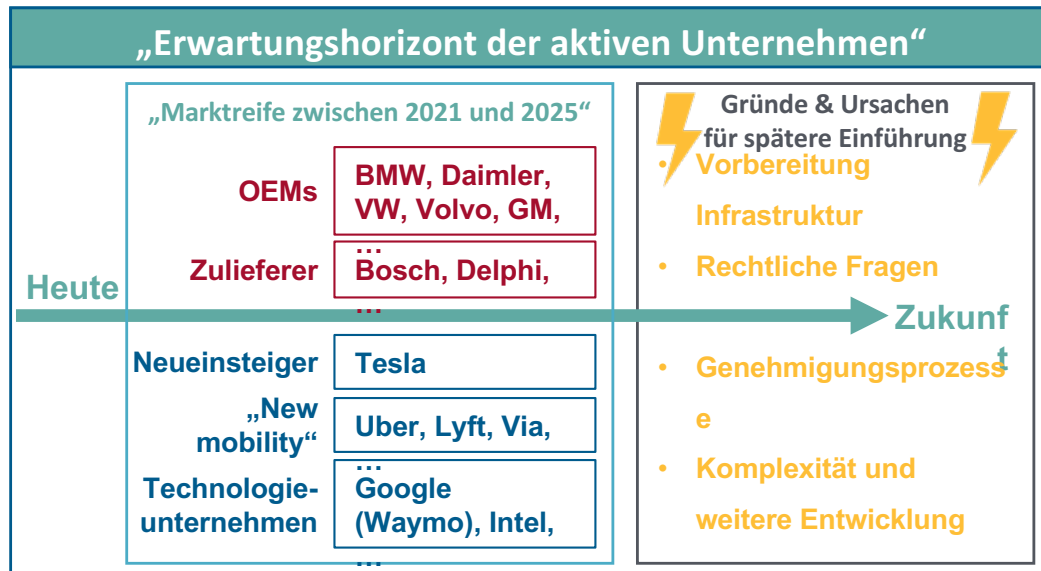 „Erwartungshorizont der aktiven Unternehmen“
„Marktreife zwischen 2021 und 2025“
OEMs
BMW, Daimler,
VW, Volvo, GM,
…
Zulieferer
Bosch, Delphi,
…
Heute
Zukunf
t
Neueinsteiger
Tesla
„New
mobility“
Uber, Lyft, Via,
…
Technologie-
unternehmen
Google
(Waymo), Intel,
…
Gründe & Ursachen
für spätere Einführung
• Vorbereitung
Infrastruktur
• Rechtliche Fragen
• Genehmigungsprozess
e
• Komplexität und
weitere Entwicklung